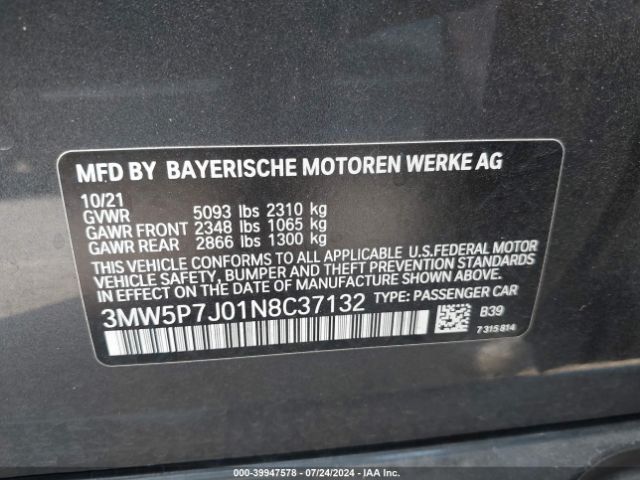 MFD BY BAYERISCHE MOTOREN WERKE AG
10/21
GVWR 5093 lbs 2310 kg
GAWR FRONT 2348 lbs 1065 kg
GAWR REAR 2866 lbs 1300 kg
THIS VEHICLE CONFORMS TO ALL APPLICABLE U.S.FEDERAL MOTOR
VEHICLE SAFETY, BUMPER AND THEFT PREVENTION STANDARDS
IN EFFECT ON THE DATE OF MANUFACTURE SHOWN ABOVE.
3MW5P7J01N8C37132 TYPE: PASSENGER CAR
B39
7315814
000-39947578 - 07/24/2024 - IAA Inc.